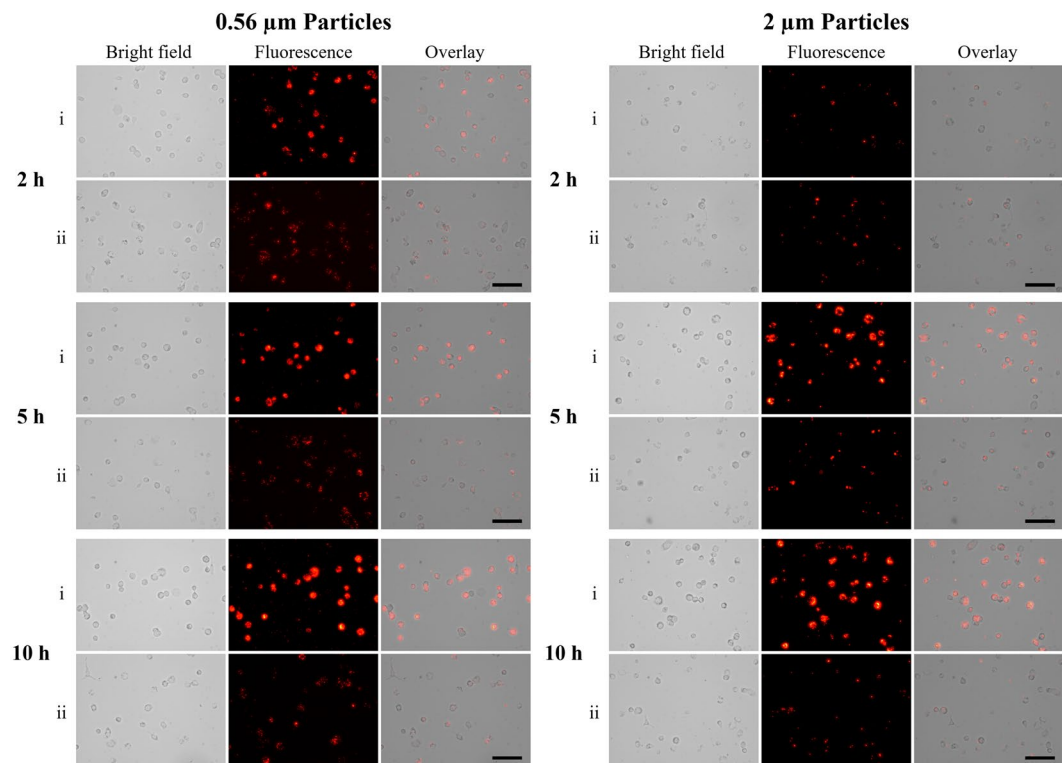 0.56 µm Particles
Bright field Fluorescence Overlay
2 h
i
ii
5 h
i
ii
10 h
i
ii
2 µm Particles
Bright field Fluorescence Overlay
2 h
i
ii
5 h
i
ii
10 h
i
ii